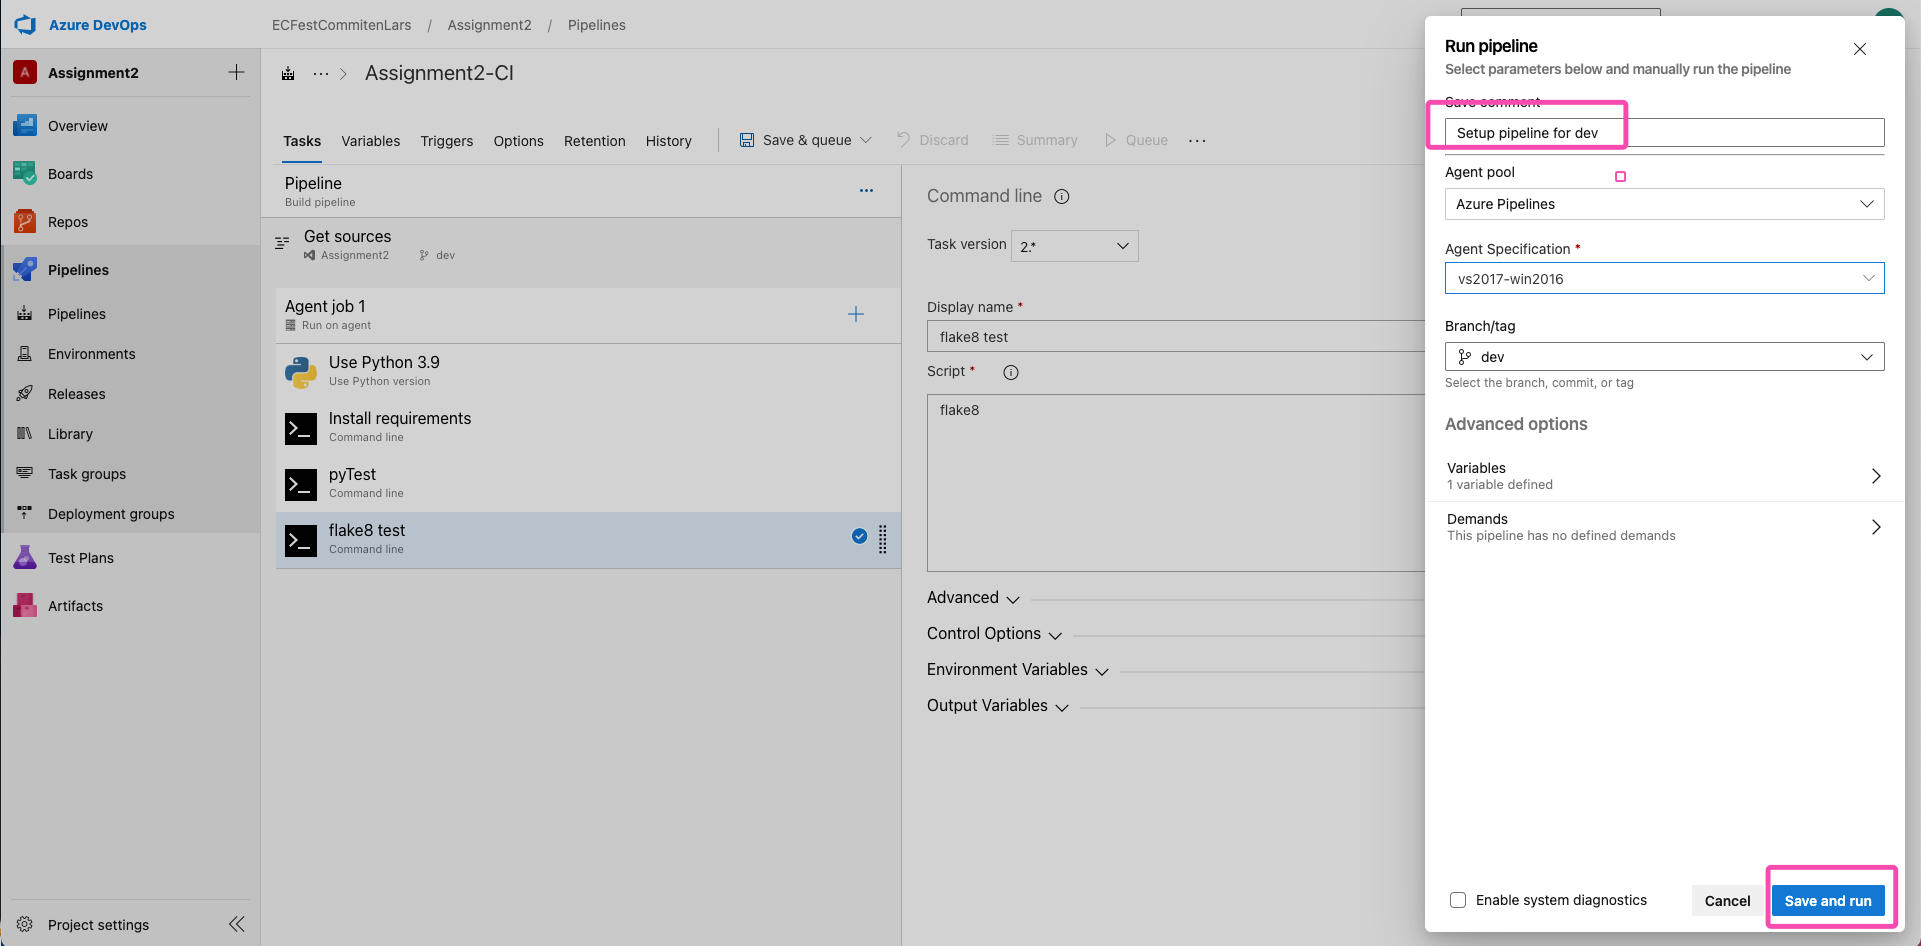 Azure DevOps
ECFestCommitenLars / Assignment2 / Pipelines
A Assignment2
Overview
Boards
Repos
Pipelines
Pipelines
Environments
Releases
Library
Task groups
Deployment groups
Test Plans
Artifacts
Project settings
... > Assignment2-CI
Tasks Variables Triggers Options Retention History Save & queue Discard Summary Queue ...
Pipeline
Build pipeline
...
Get sources
Assignment2 dev
Agent job 1
Run on agent
Use Python 3.9
Use Python version
Install requirements
Command line
pyTest
Command line
flake8 test
Command line
Command line
Task version 2.*
Display name *
flake8 test
Script *
flake8
Advanced
Control Options
Environment Variables
Output Variables
Run pipeline
Select parameters below and manually run the pipeline
Save comment
Setup pipeline for dev
Agent pool
Azure Pipelines
Agent Specification *
vs2017-win2016
Branch/tag
dev
Select the branch, commit, or tag
Advanced options
Variables
1 variable defined
Demands
This pipeline has no defined demands
Enable system diagnostics Cancel Save and run